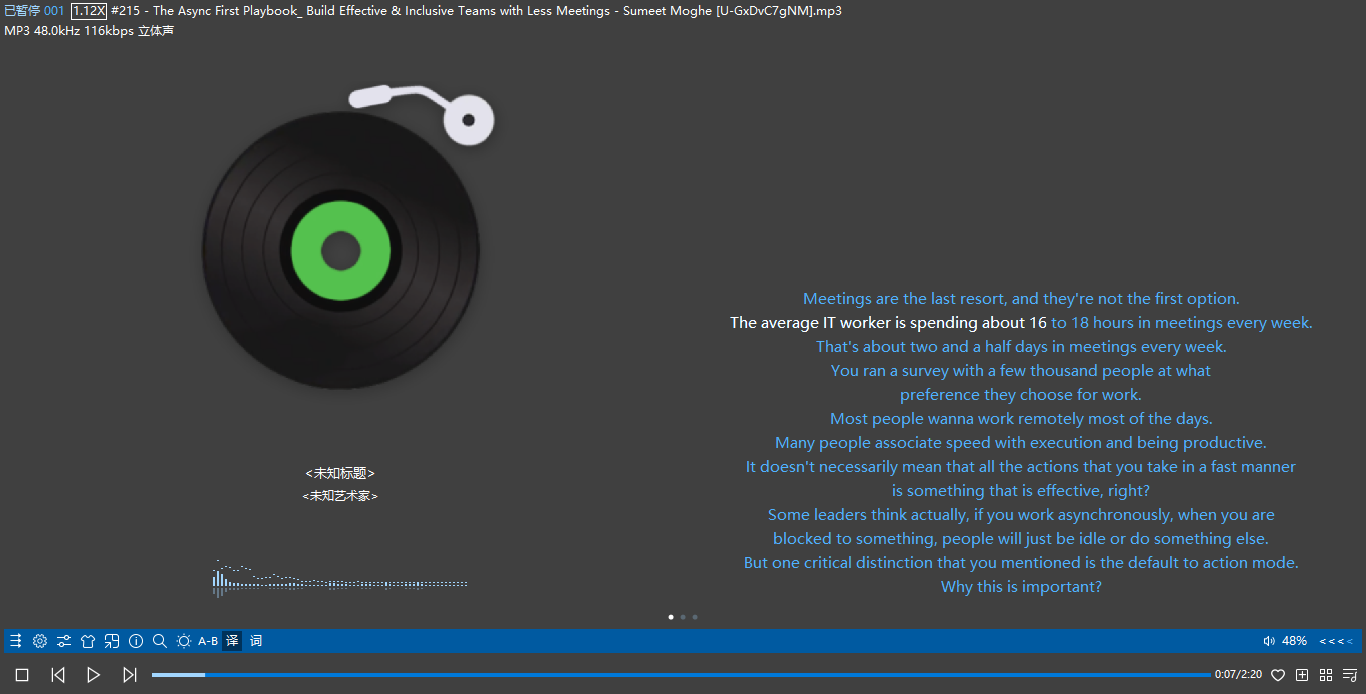 已暂停 001 1.12X #215 - The Async First Playbook_ Build Effective & Inclusive Teams with Less Meetings - Sumeet Moghe [U-GxDvC7gNM].mp3
MP3 48.0kHz 116kbps 立体声
Meetings are the last resort, and they're not the first option.
The average IT worker is spending about 16 to 18 hours in meetings every week.
That's about two and a half days in meetings every week.
You ran a survey with a few thousand people at what
preference they choose for work.
Most people wanna work remotely most of the days.
Many people associate speed with execution and being productive.
It doesn't necessarily mean that all the actions that you take in a fast manner
is something that is effective, right?
Some leaders think actually, if you work asynchronously, when you are
blocked to something, people will just be idle or do something else.
But one critical distinction that you mentioned is the default to action mode.
Why this is important?
<未知标题>
<未知艺术家>
A-B 译 词 48% <<<<
0:07/2:20